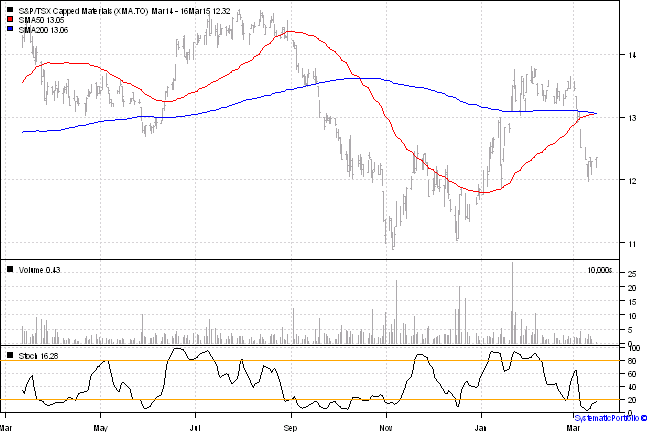 S&P/TSX Capped Materials (XMA.TO) Mar14 - 16Mar15 12.32
SMA50 13.05
SMA200 13.06
14
13
12
11
Volume 0.43
10,000s
25
20
15
10
5
0
Stoch 16.28
100
80
60
40
20
0
Mar May Jul Sep Nov Jan Mar
SystematicPortfolio ©